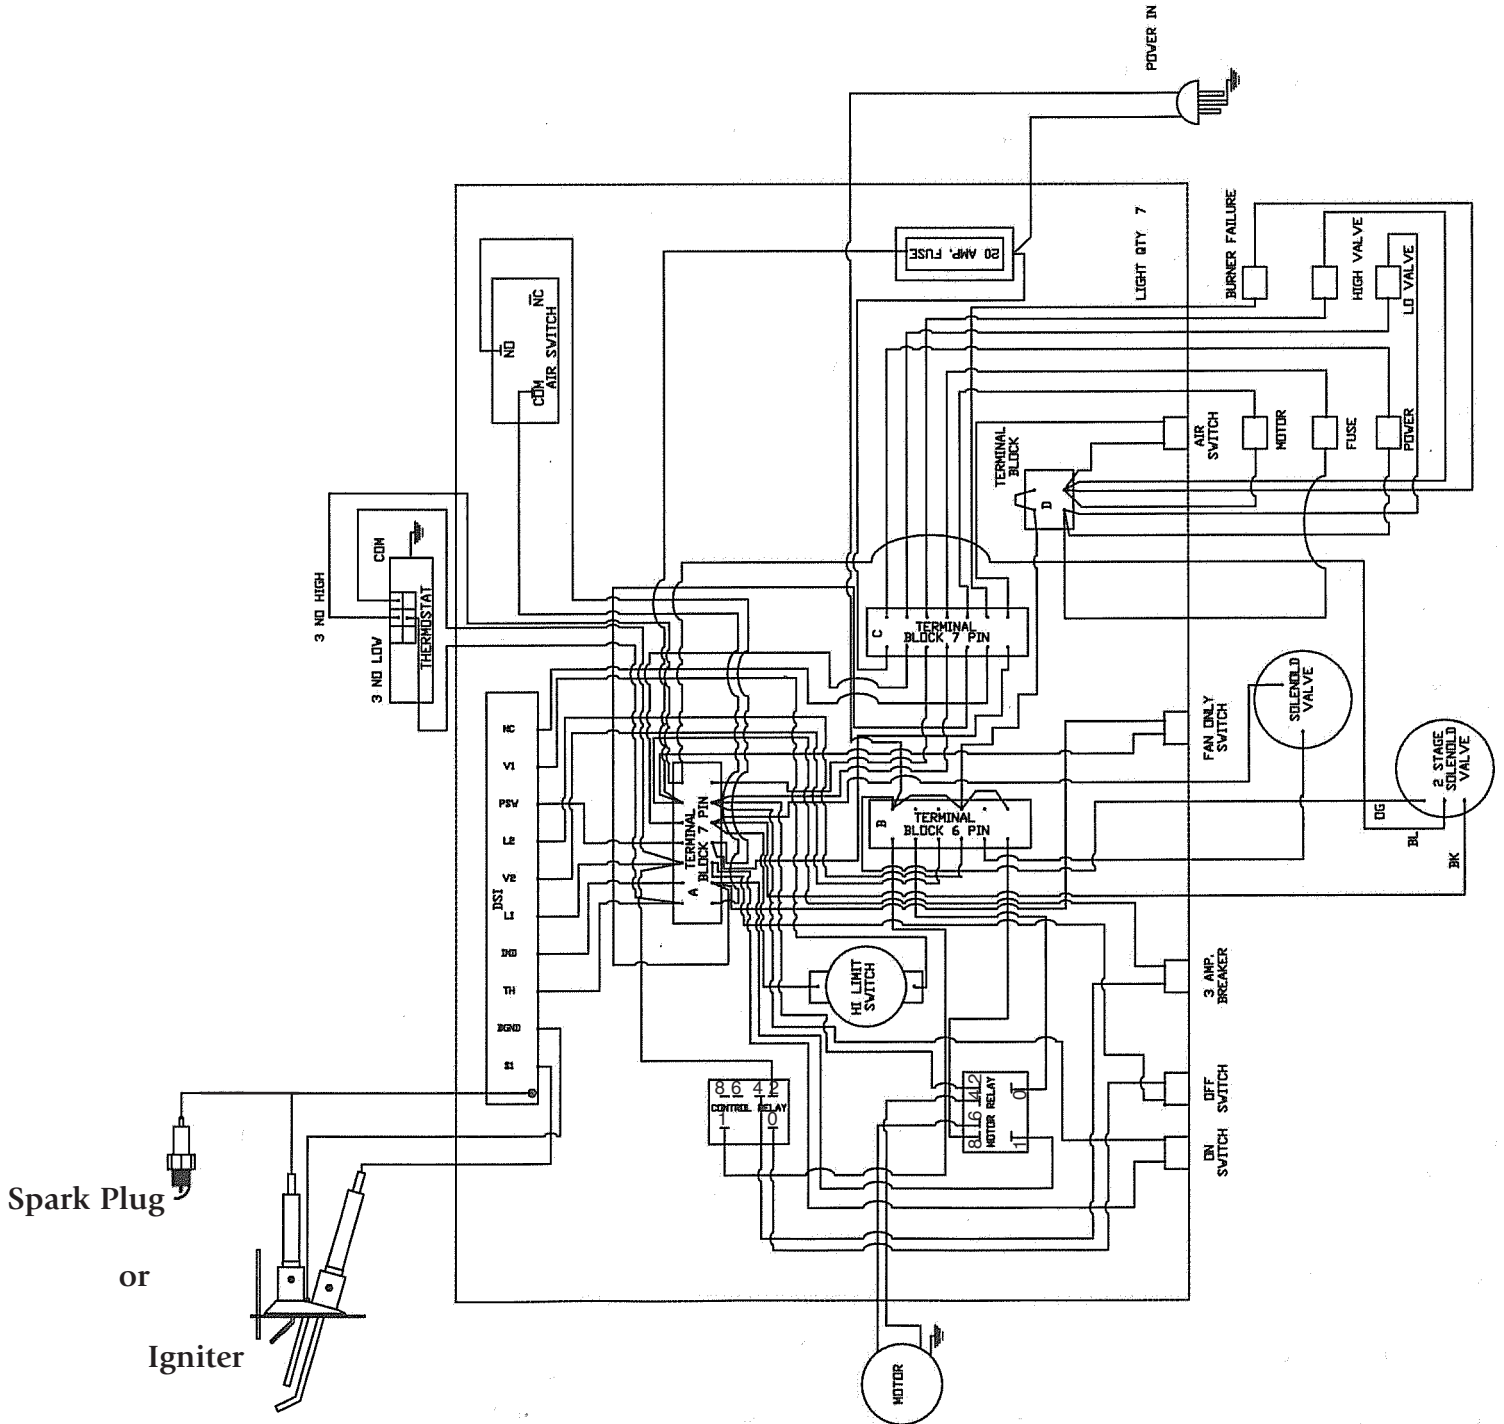 POWER IN
20 AMP. FUSE
LIGHT QTY 7
BURNER FAILURE
HIGH VALVE
LO VALVE
NC
NO
COM
AIR SWITCH
AIR
SWITCH
MOTOR
FUSE
POWER
TERMINAL
BLOCK
D
3 NO HIGH
COM
3 NO LOW
THERMOSTAT
C
TERMINAL
BLOCK 7 PIN
SOLENOLD
VALVE
FAN ONLY
SWITCH
2 STAGE
SOLENOLD
VALVE
OG
BL
BK
DSI
NC
V1
PSW
L2
V2
L1
IND
TH
BGND
S1
A
TERMINAL
BLOCK 7 PIN
B
TERMINAL
BLOCK 6 PIN
HI LIMIT
SWITCH
3 AMP.
BREAKER
8 6 4 2
CONTROL RELAY
1 0
2
4
6
8
MOTOR RELAY
0
1
OFF
SWITCH
ON
SWITCH
Spark Plug
or
Igniter
MOTOR